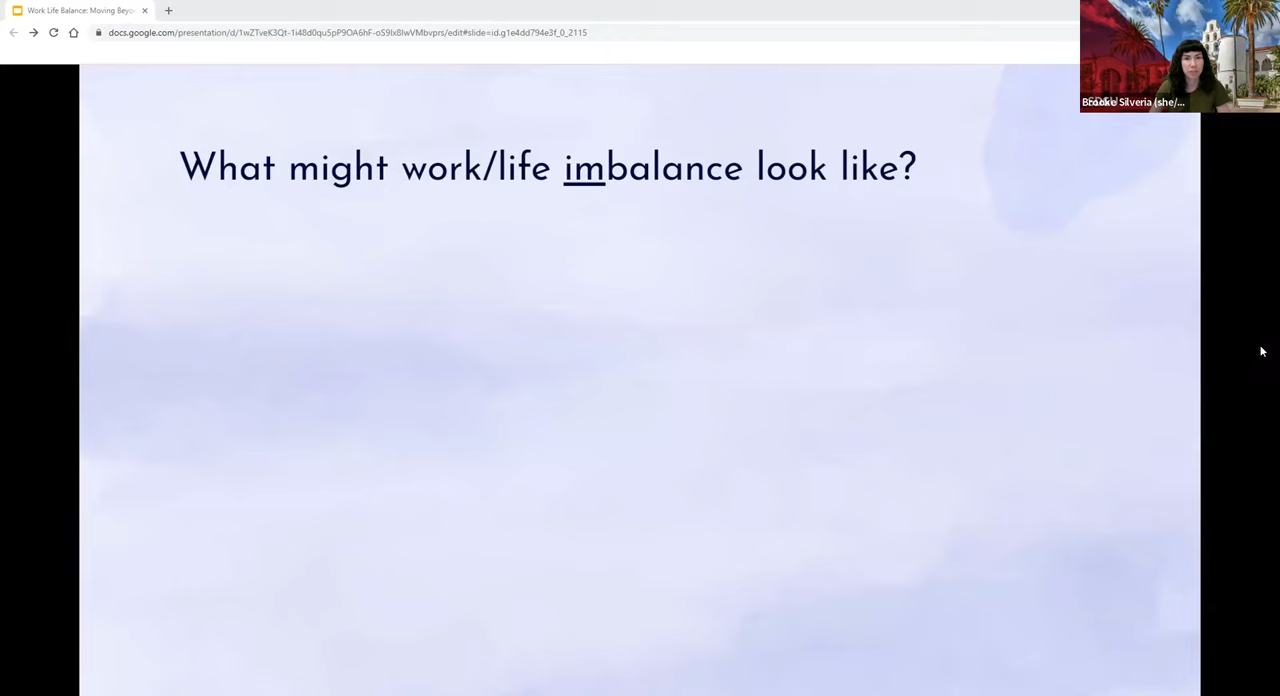 Work Life Balance: Moving Beyo
docs.google.com/presentation/d/1wZTveK3Qt-1i48d0qu5pP9OA6hF-oS9Ix8IwVMbvprs/edit#slide=id.g1e4dd794e3f_0_2115
Brooke Silveria (she/...
What might work/life imbalance look like?